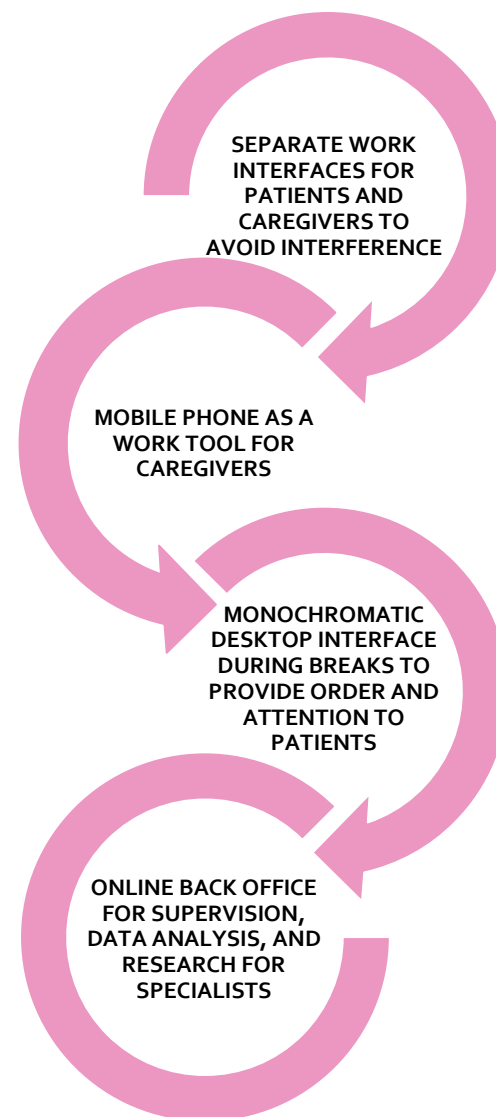 SEPARATE WORK
INTERFACES FOR
PATIENTS AND
CAREGIVERS TO
AVOID INTERFERENCE
MOBILE PHONE AS A
WORK TOOL FOR
CAREGIVERS
MONOCHROMATIC
DESKTOP INTERFACE
DURING BREAKS TO
PROVIDE ORDER AND
ATTENTION TO
PATIENTS
ONLINE BACK OFFICE
FOR SUPERVISION,
DATA ANALYSIS, AND
RESEARCH FOR
SPECIALISTS